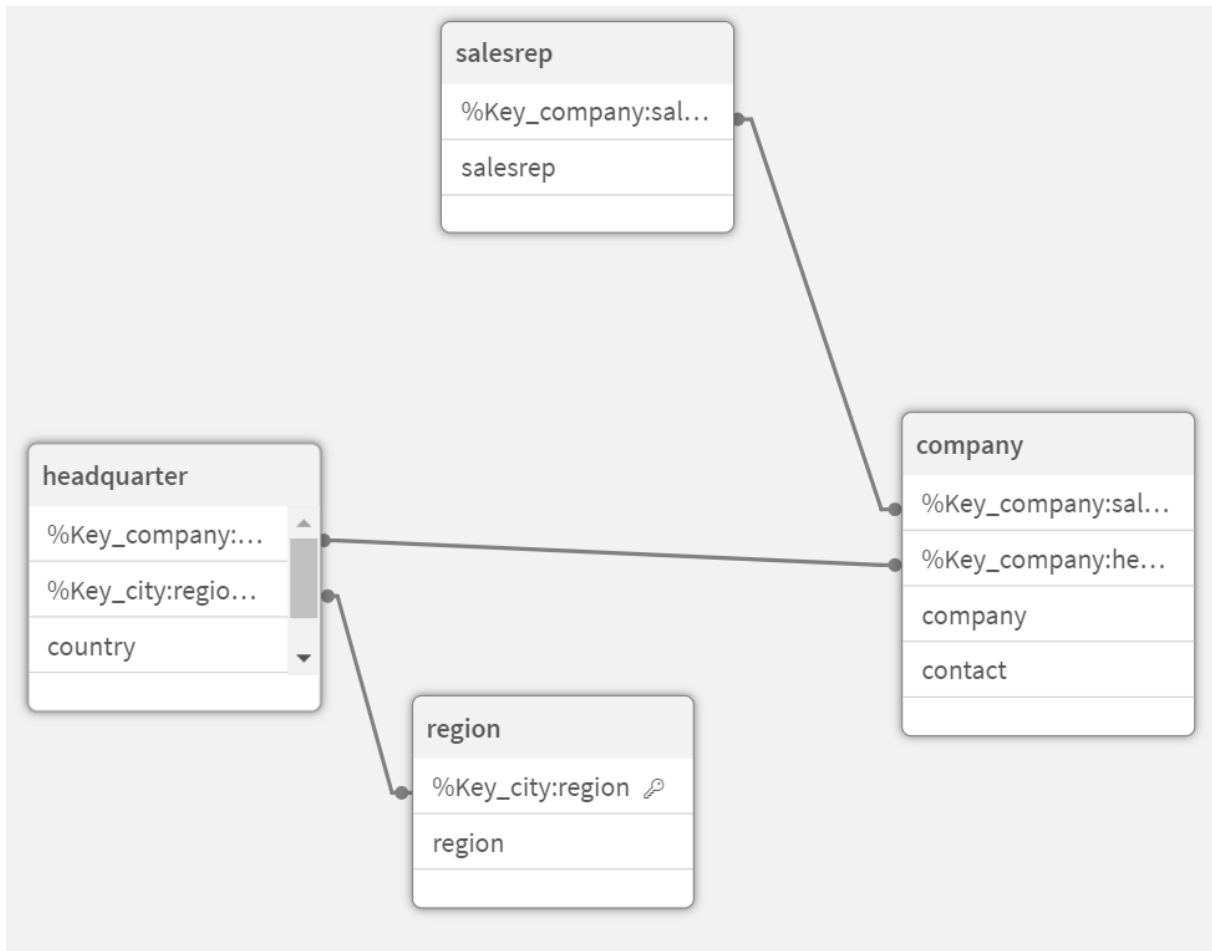 salesrep
%Key_company:sal...
salesrep
headquarter
%Key_company:...
%Key_city:regio...
country
company
%Key_company:sal...
%Key_company:he...
company
contact
region
%Key_city:region
region